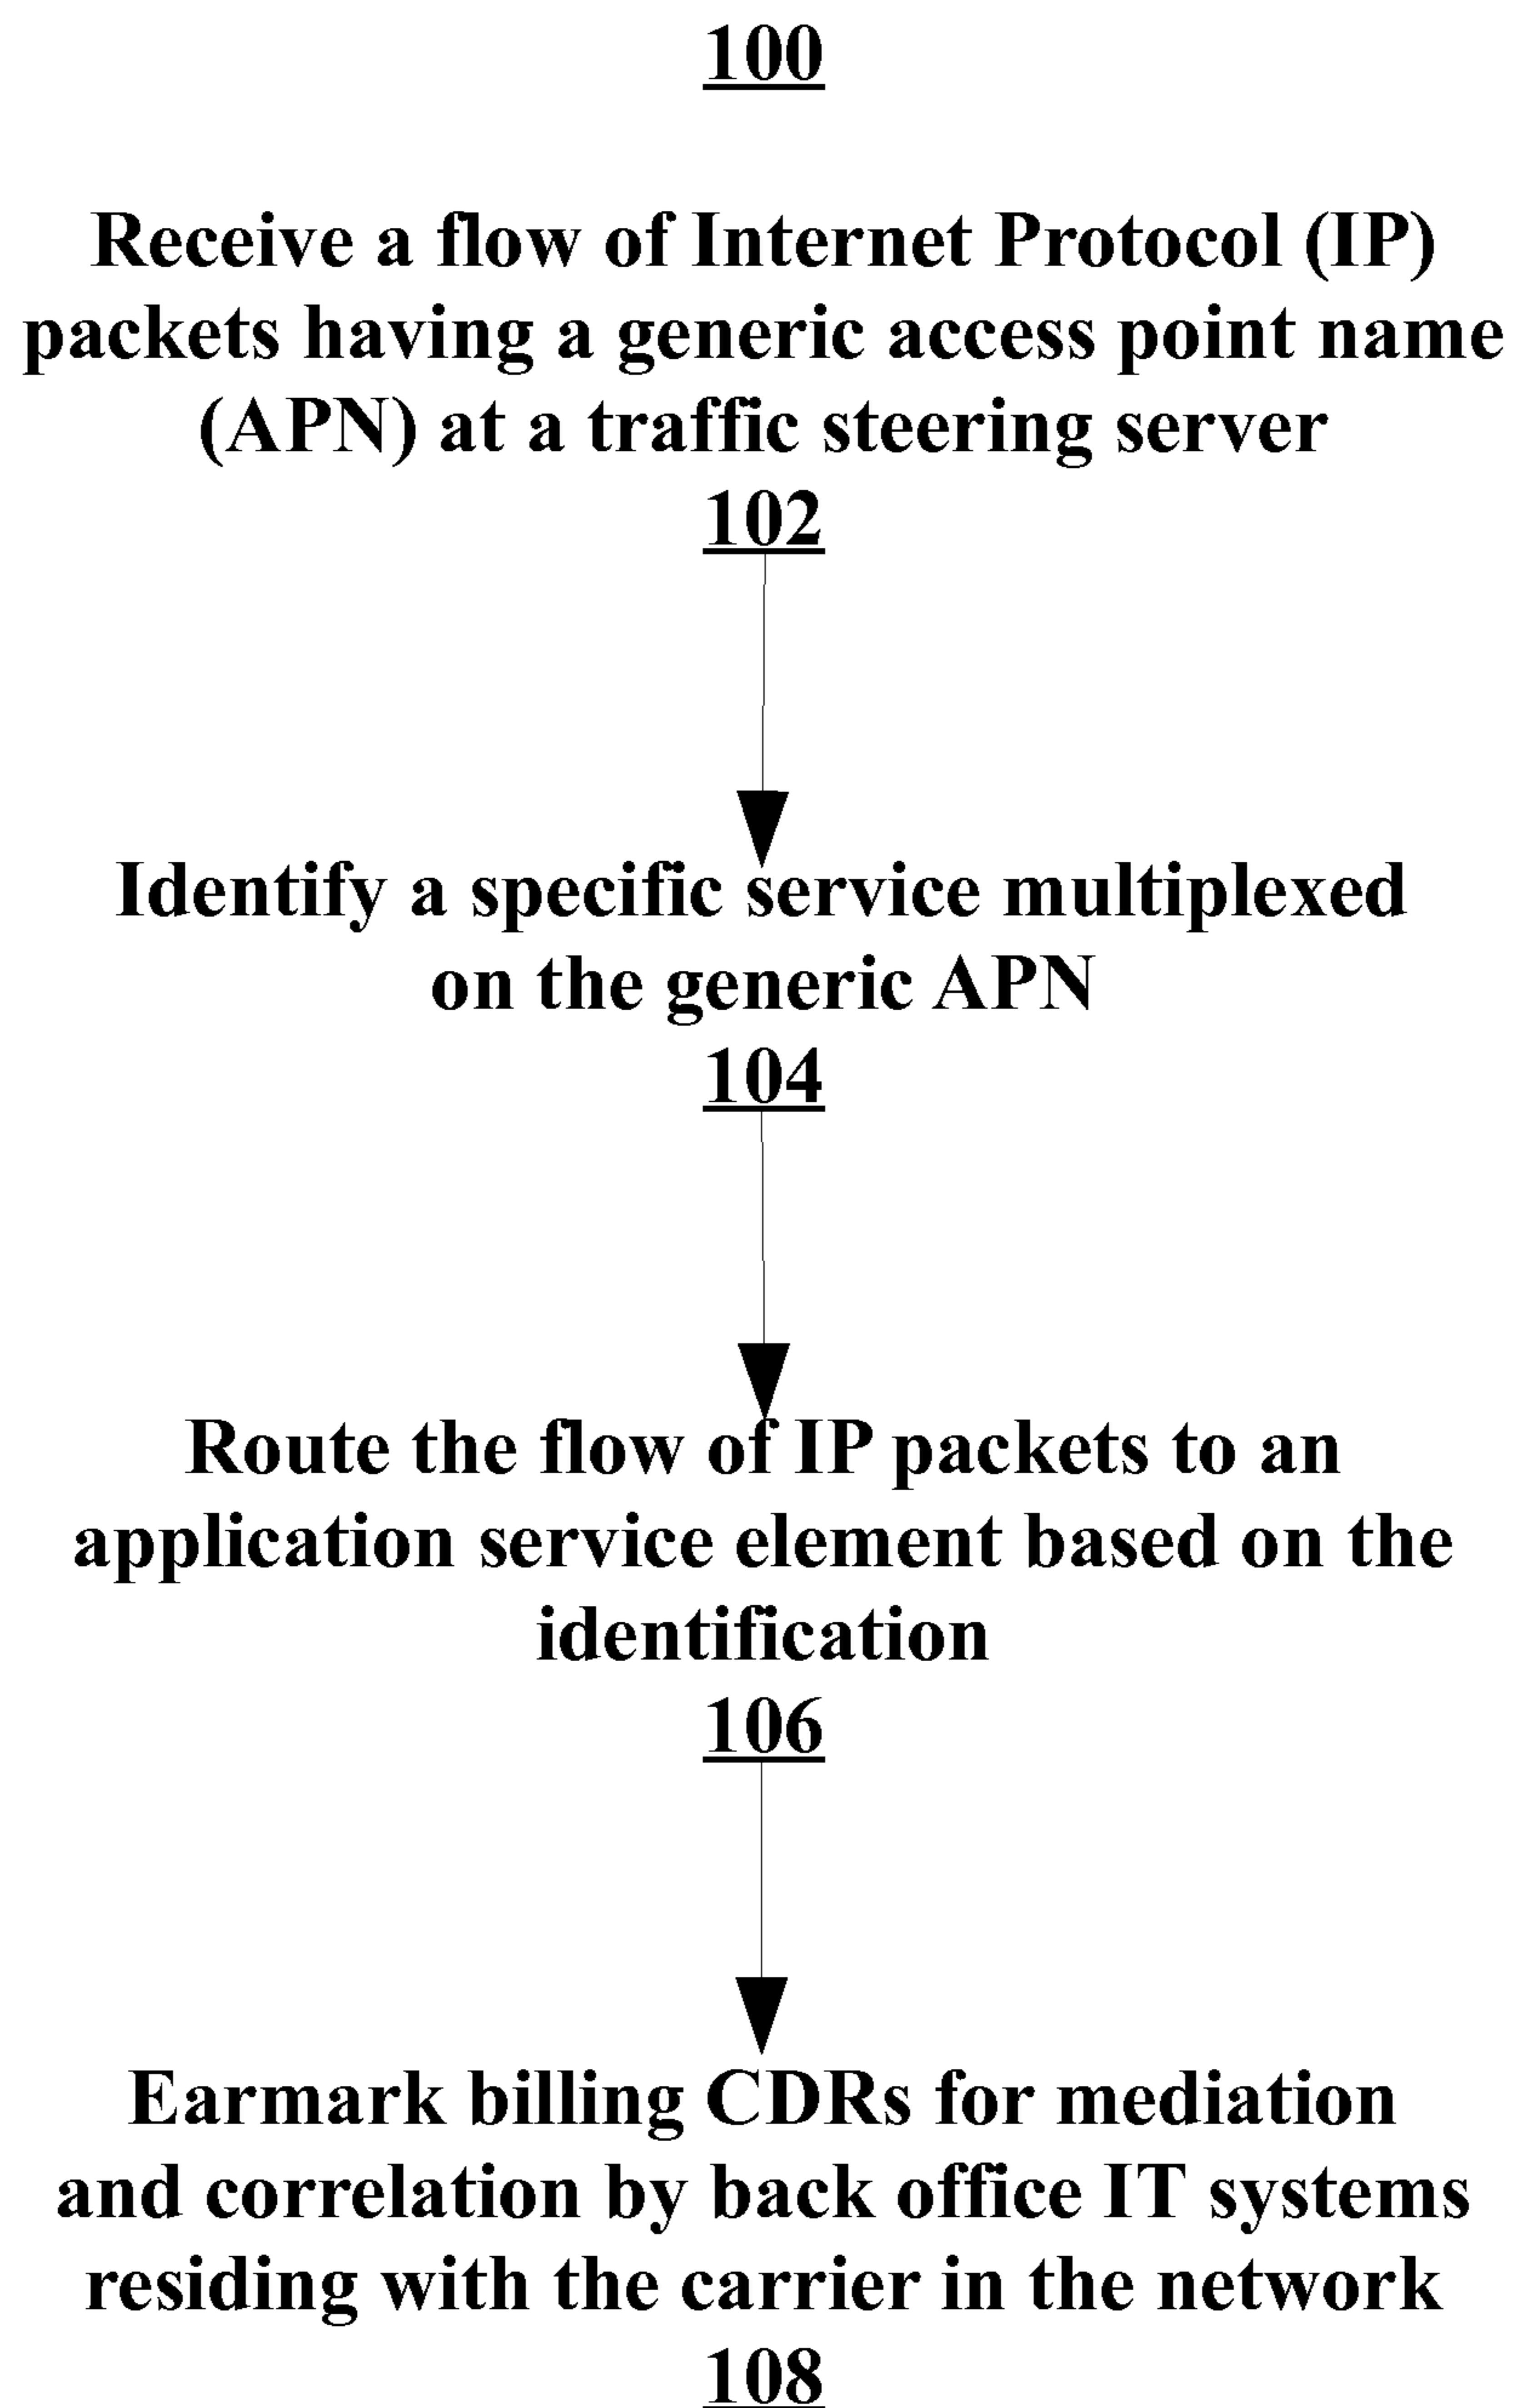 100
Receive a flow of Internet Protocol (IP)
packets having a generic access point name
(APN) at a traffic steering server
102
Identify a specific service multiplexed
on the generic APN
104
Route the flow of IP packets to an
application service element based on the
identification
106
Earmark billing CDRs for mediation
and correlation by back office IT systems
residing with the carrier in the network
108